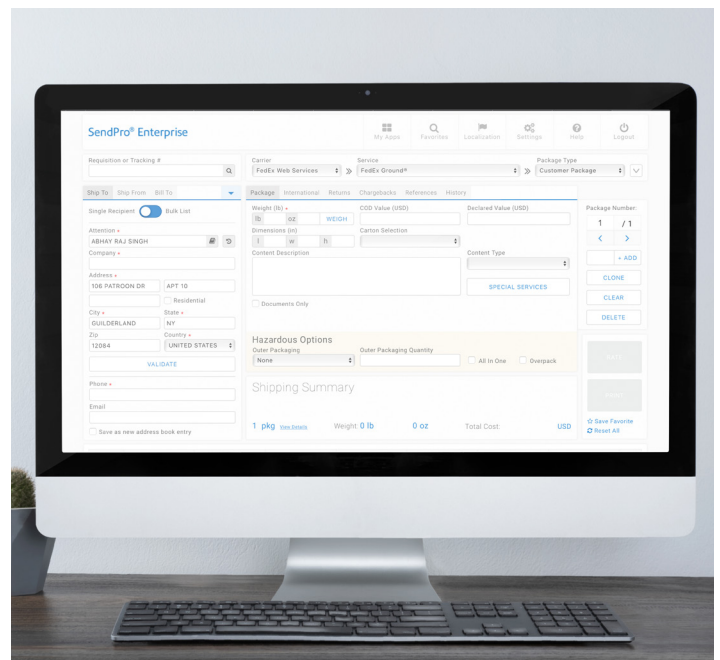 SendPro® Enterprise
My Apps
Favorites
Localization
Settings
Help
Logout
Requisition or Tracking #
Carrier
Service
Package Type
FedEx Web Services
FedEx Ground®
Customer Package
Ship To Ship From Bill To
Package International Returns Chargebacks References History
Single Recipient Bulk List
Attention •
ABHAY RAJ SINGH
Company •
Address •
106 PATROON DR APT 10
Residential
City • State •
GUILDERLAND NY
Zip Country •
12084 UNITED STATES
VALIDATE
Phone •
Email
Save as new address book entry
Weight (lb) • COD Value (USD) Declared Value (USD)
lb oz WEIGH
Dimensions (in) Carton Selection
l w h
Content Description Content Type
SPECIAL SERVICES
Documents Only
Hazardous Options
Outer Packaging Outer Packaging Quantity
None All In One Overpack
Shipping Summary
1 pkg View Details Weight 0 lb 0 oz Total Cost: USD
Package Number:
1 / 1
+ ADD
CLONE
CLEAR
DELETE
Save Favorite
Reset All